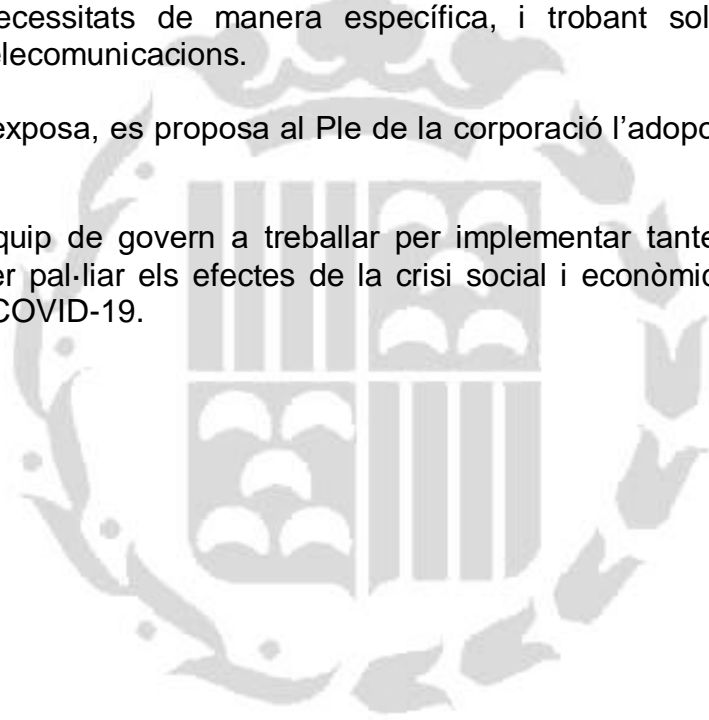 ecessitats de manera específica, i trobant sol
elecomunicacions.
exposa, es proposa al Ple de la corporació l’adopc
quip de govern a treballar per implementar tante
er pal·liar els efectes de la crisi social i econòmic
COVID-19.